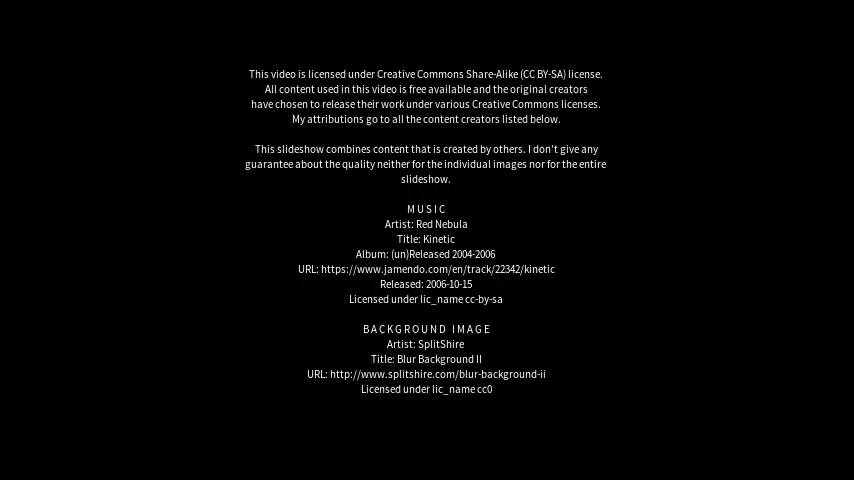 This video is licensed under Creative Commons Share-Alike (CC BY-SA) license.
All content used in this video is free available and the original creators
have chosen to release their work under various Creative Commons licenses.
My attributions go to all the content creators listed below.
This slideshow combines content that is created by others. I don't give any
guarantee about the quality neither for the individual images nor for the entire
slideshow.
MUSIC
Artist: Red Nebula
Title: Kinetic
Album: (un)Released 2004-2006
URL: https://www.jamendo.com/en/track/22342/kinetic
Released: 2006-10-15
Licensed under lic_name cc-by-sa
BACKGROUND IMAGE
Artist: SplitShire
Title: Blur Background II
URL: http://www.splitshire.com/blur-background-ii
Licensed under lic_name cc0